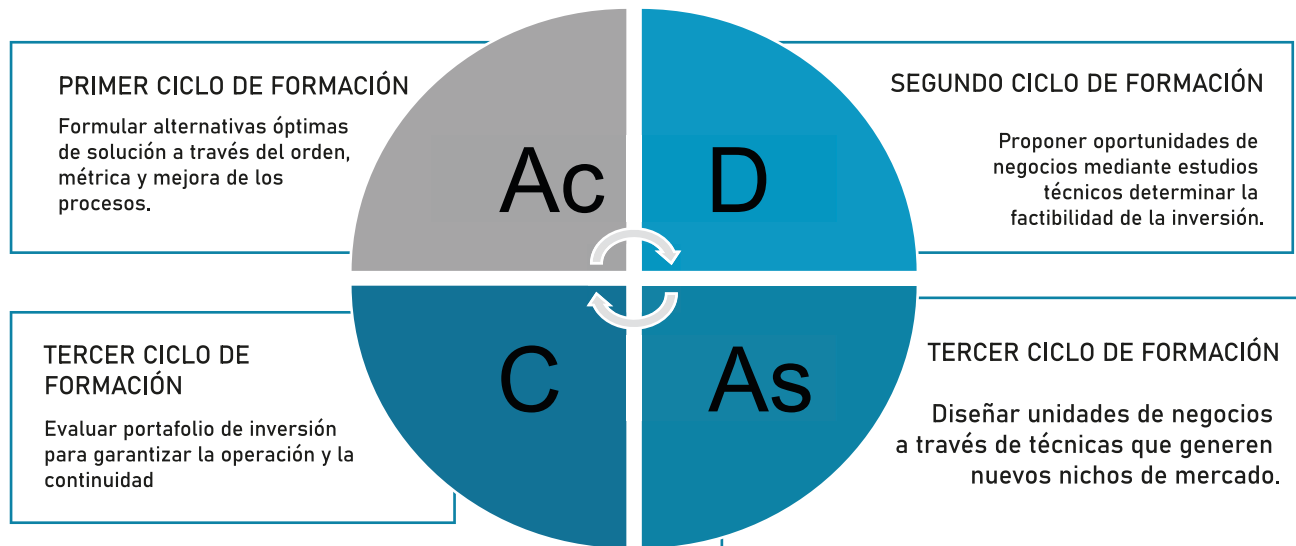 PRIMER CICLO DE FORMACIÓN
Formular alternativas óptimas
de solución a través del orden,
métrica y mejora de los
procesos.
Ac
D
SEGUNDO CICLO DE FORMACIÓN
Proponer oportunidades de
negocios mediante estudios
técnicos determinar la
factibilidad de la inversión.
TERCER CICLO DE
FORMACIÓN
Evaluar portafolio de inversión
para garantizar la operación y la
continuidad
C
As
TERCER CICLO DE FORMACIÓN
Diseñar unidades de negocios
a través de técnicas que generen
nuevos nichos de mercado.